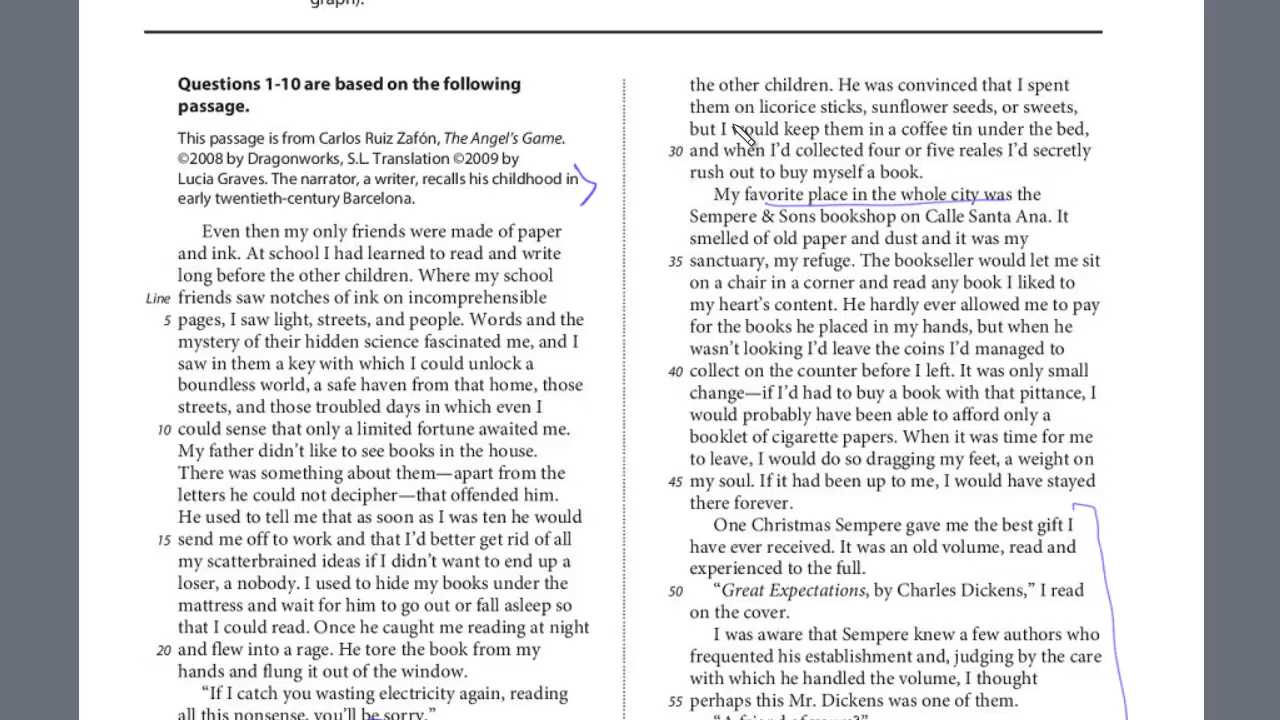 graph).
Questions 1-10 are based on the following
passage.
This passage is from Carlos Ruiz Zafón, The Angel's Game.
©2008 by Dragonworks, S.L. Translation ©2009 by
Lucia Graves. The narrator, a writer, recalls his childhood in
early twentieth-century Barcelona.
Even then my only friends were made of paper
and ink. At school I had learned to read and write
long before the other children. Where my school
Line friends saw notches of ink on incomprehensible
5 pages, I saw light, streets, and people. Words and the
mystery of their hidden science fascinated me, and I
saw in them a key with which I could unlock a
boundless world, a safe haven from that home, those
streets, and those troubled days in which even I
10 could sense that only a limited fortune awaited me.
My father didn't like to see books in the house.
There was something about them—apart from the
letters he could not decipher—that offended him.
He used to tell me that as soon as I was ten he would
15 send me off to work and that I'd better get rid of all
my scatterbrained ideas if I didn't want to end up a
loser, a nobody. I used to hide my books under the
mattress and wait for him to go out or fall asleep so
that I could read. Once he caught me reading at night
20 and flew into a rage. He tore the book from my
hands and flung it out of the window.
"If I catch you wasting electricity again, reading
all this nonsense, you'll be sorry."
the other children. He was convinced that I spent
them on licorice sticks, sunflower seeds, or sweets,
but I would keep them in a coffee tin under the bed,
30 and when I'd collected four or five reales I'd secretly
rush out to buy myself a book.
My favorite place in the whole city was the
Sempere & Sons bookshop on Calle Santa Ana. It
smelled of old paper and dust and it was my
35 sanctuary, my refuge. The bookseller would let me sit
on a chair in a corner and read any book I liked to
my heart's content. He hardly ever allowed me to pay
for the books he placed in my hands, but when he
wasn't looking I'd leave the coins I'd managed to
40 collect on the counter before I left. It was only small
change—if I'd had to buy a book with that pittance, I
would probably have been able to afford only a
booklet of cigarette papers. When it was time for me
to leave, I would do so dragging my feet, a weight on
45 my soul. If it had been up to me, I would have stayed
there forever.
One Christmas Sempere gave me the best gift I
have ever received. It was an old volume, read and
experienced to the full.
50 "Great Expectations, by Charles Dickens," I read
on the cover.
I was aware that Sempere knew a few authors who
frequented his establishment and, judging by the care
with which he handled the volume, I thought
55 perhaps this Mr. Dickens was one of them.
"A friend of yours?"